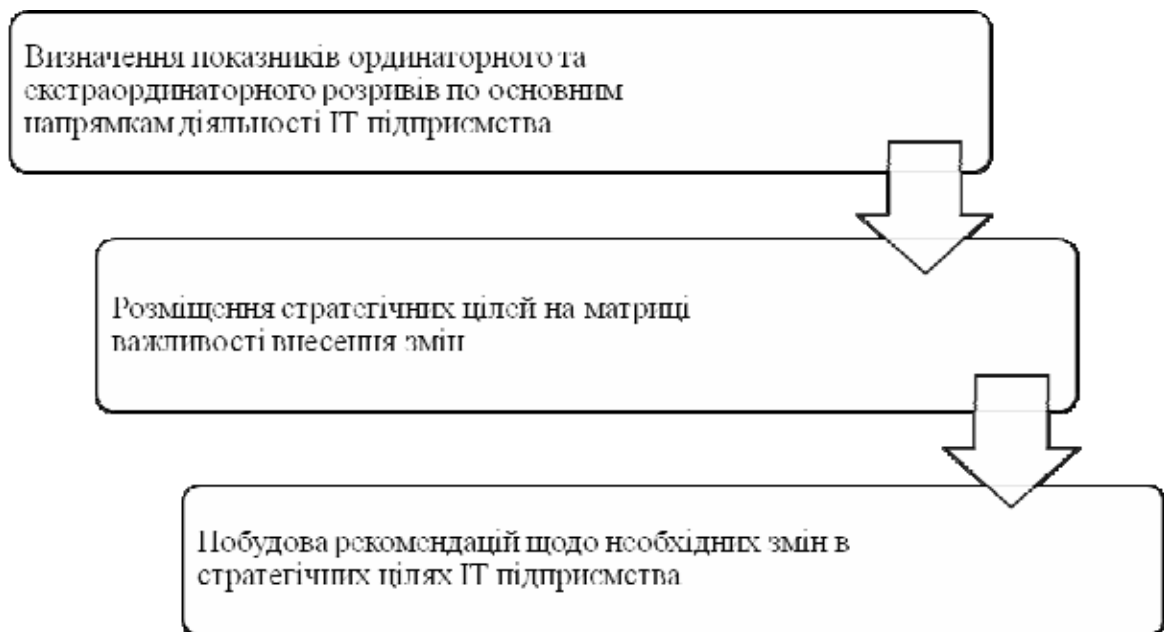 Визначення показників ординаторного та
екстраординаторного розривів по основним
напрямкам діяльності ІТ підприємства
Розміщення стратегічних цілей на матриці
важливості внесення змін
Побудова рекомендацій щодо необхідних змін в
стратегічних цілях ІТ підприємства